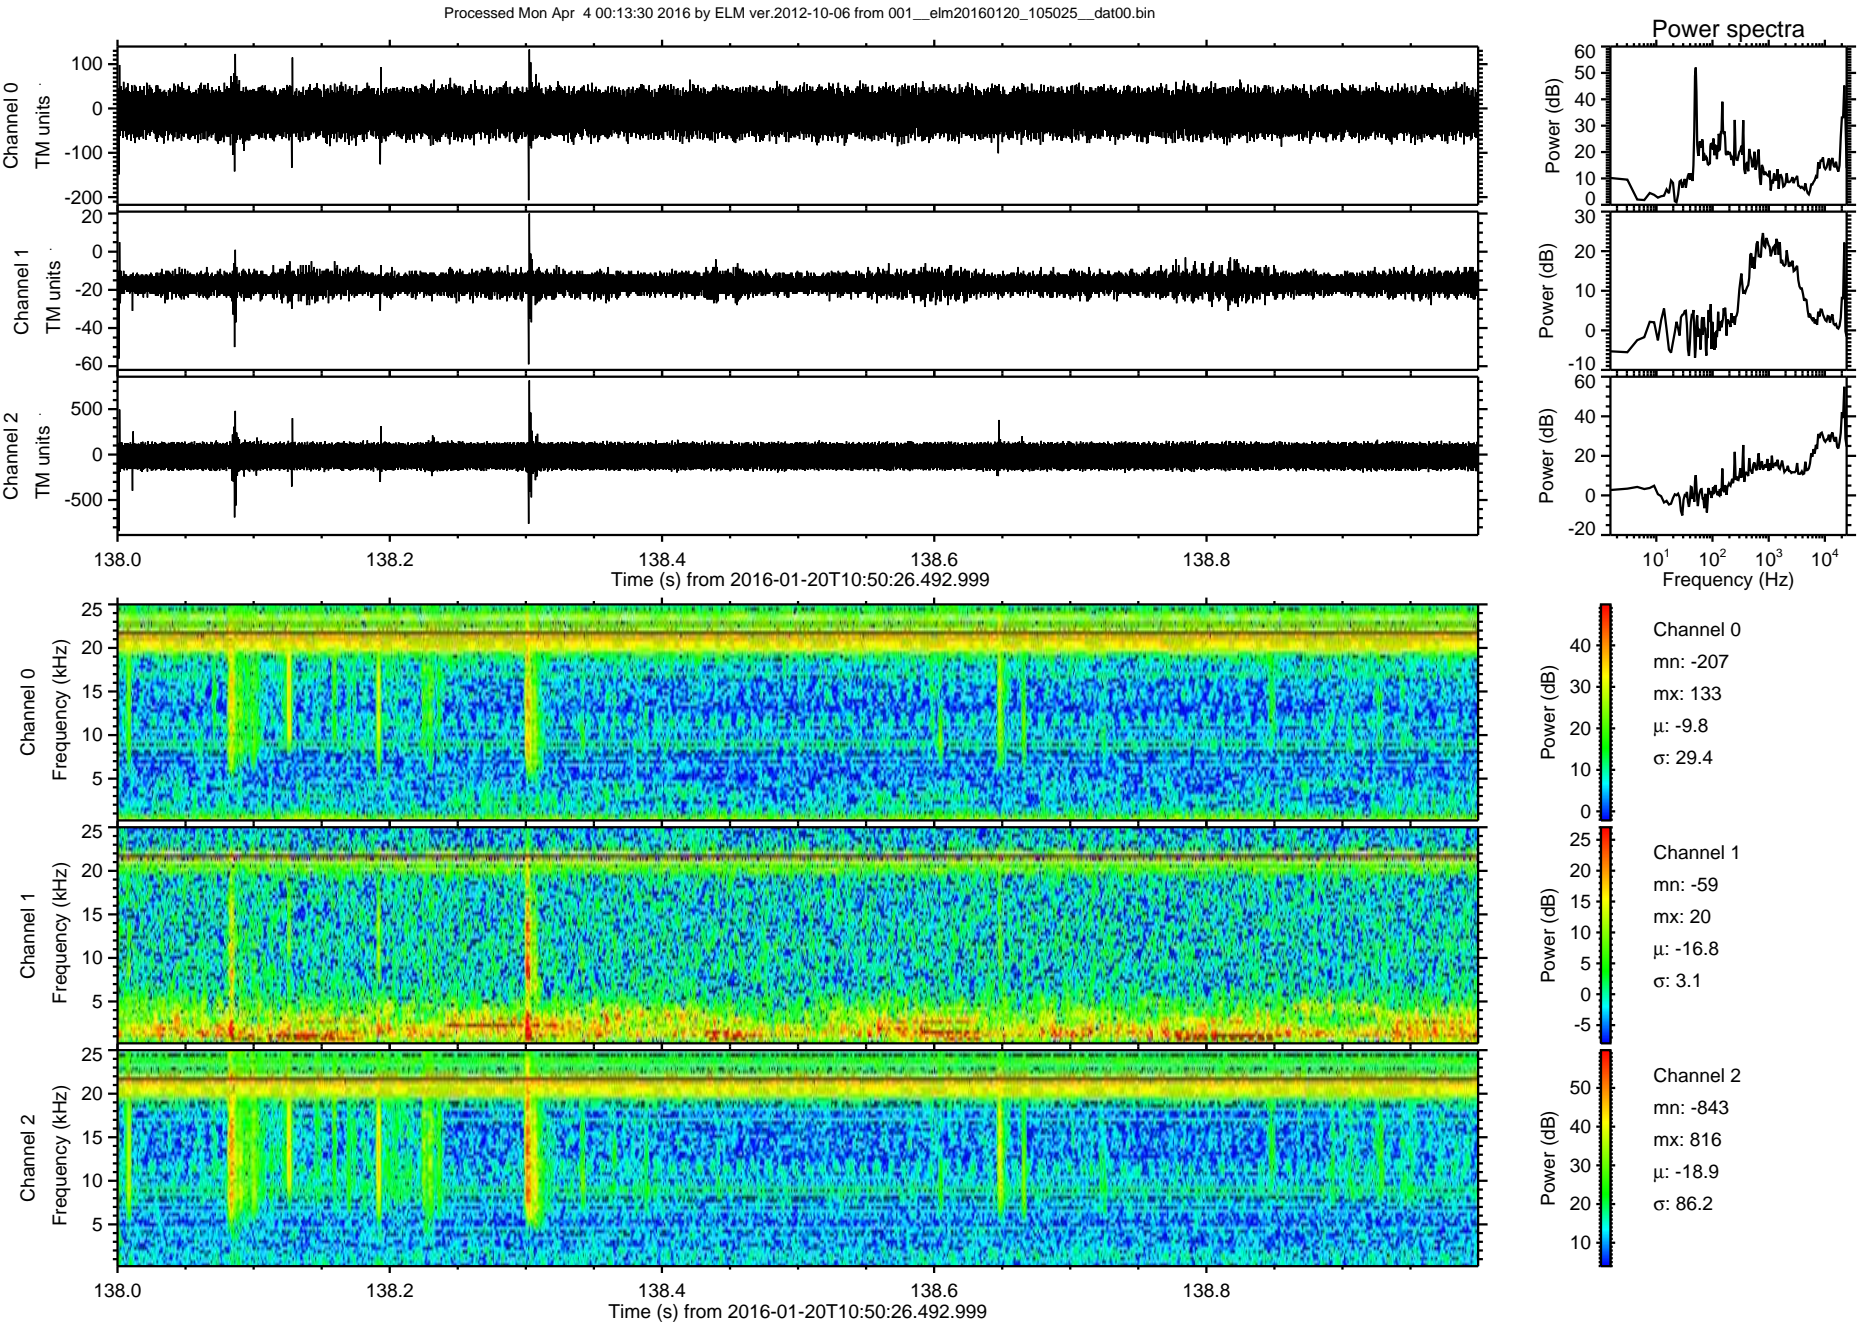 Processed Mon Apr  4 00:13:30 2016 by ELM ver.2012-10-06 from 001__elm20160120_105025__dat00.bin
Power spectra
Channel 0
TM units
100
0
-100
-200
Power (dB)
60
50
40
30
20
10
0
Channel 1
TM units
20
0
-20
-40
-60
Power (dB)
30
20
10
0
-10
Channel 2
TM units
500
0
-500
Power (dB)
60
40
20
0
-20
138.0 138.2 138.4 138.6 138.8
Time (s) from 2016-01-20T10:50:26.492.999
10¹ 10² 10³ 10⁴
Frequency (Hz)
Channel 0
Frequency (kHz)
25
20
15
10
5
Power (dB)
40
30
20
10
0
Channel 0
mn: -207
mx: 133
μ: -9.8
σ: 29.4
Channel 1
Frequency (kHz)
25
20
15
10
5
Power (dB)
25
20
15
10
5
0
-5
Channel 1
mn: -59
mx: 20
μ: -16.8
σ: 3.1
Channel 2
Frequency (kHz)
25
20
15
10
5
Power (dB)
50
40
30
20
10
Channel 2
mn: -843
mx: 816
μ: -18.9
σ: 86.2
138.0 138.2 138.4 138.6 138.8
Time (s) from 2016-01-20T10:50:26.492.999